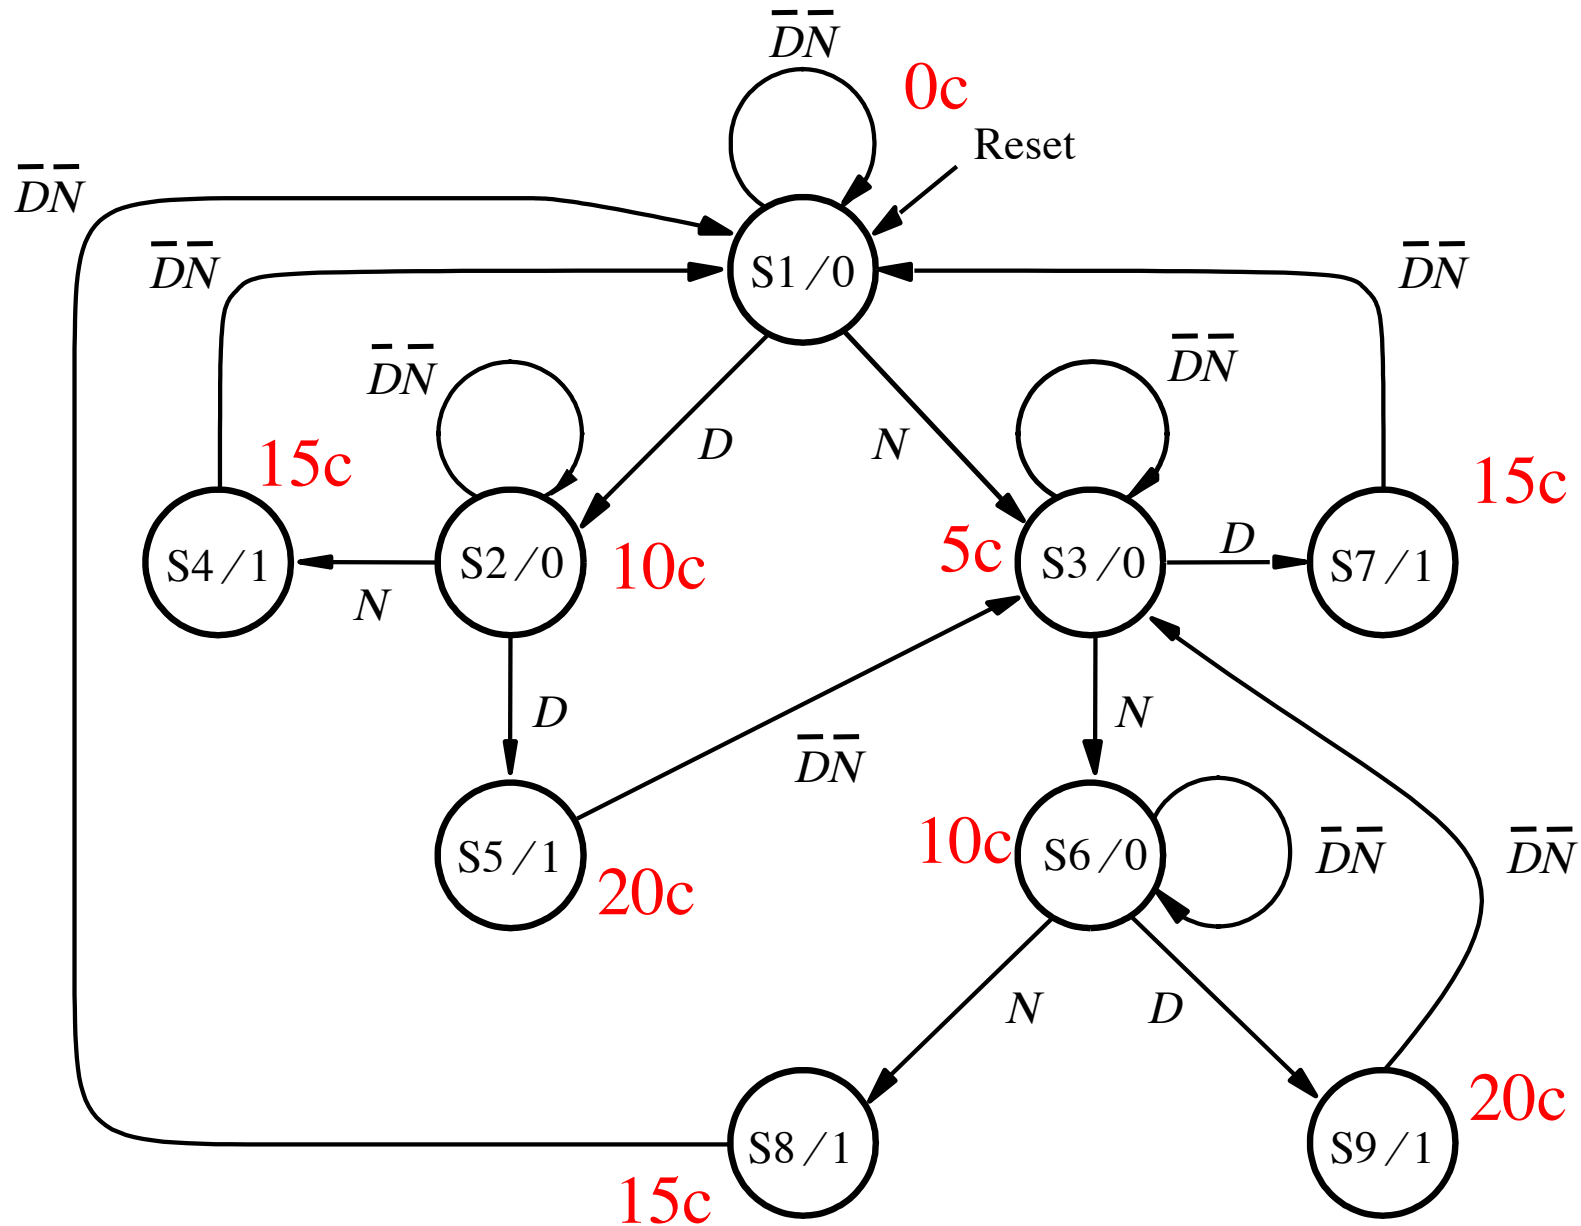 D̅N̅
0c
Reset
D̅N̅
D̅N̅
S1/0
D̅N̅
D̅N̅
D̅N̅
D
N
15c
15c
S4/1
S2/0
10c
5c
S3/0
D
S7/1
N
D
N
D̅N̅
S5/1
20c
10c
S6/0
D̅N̅
D̅N̅
N
D
S8/1
15c
S9/1
20c